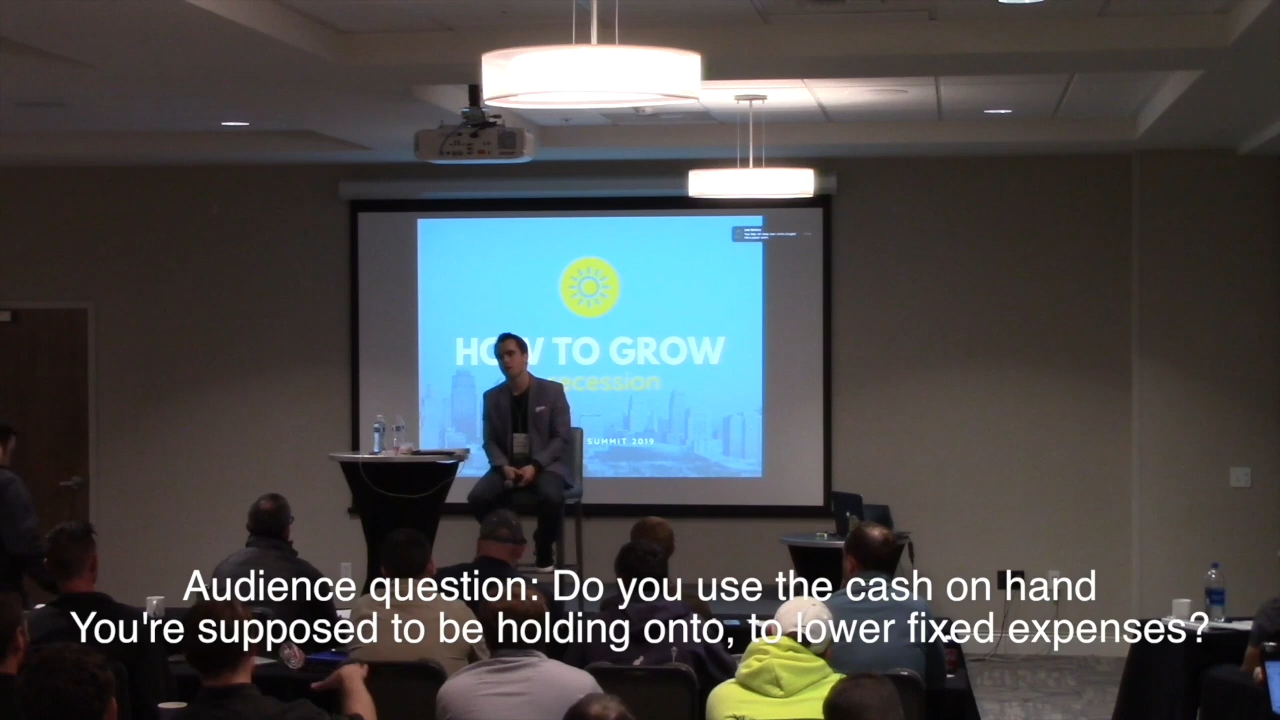 HOW TO GROW
recession
SUMMIT 2019
Audience question: Do you use the cash on hand
You're supposed to be holding onto, to lower fixed expenses?